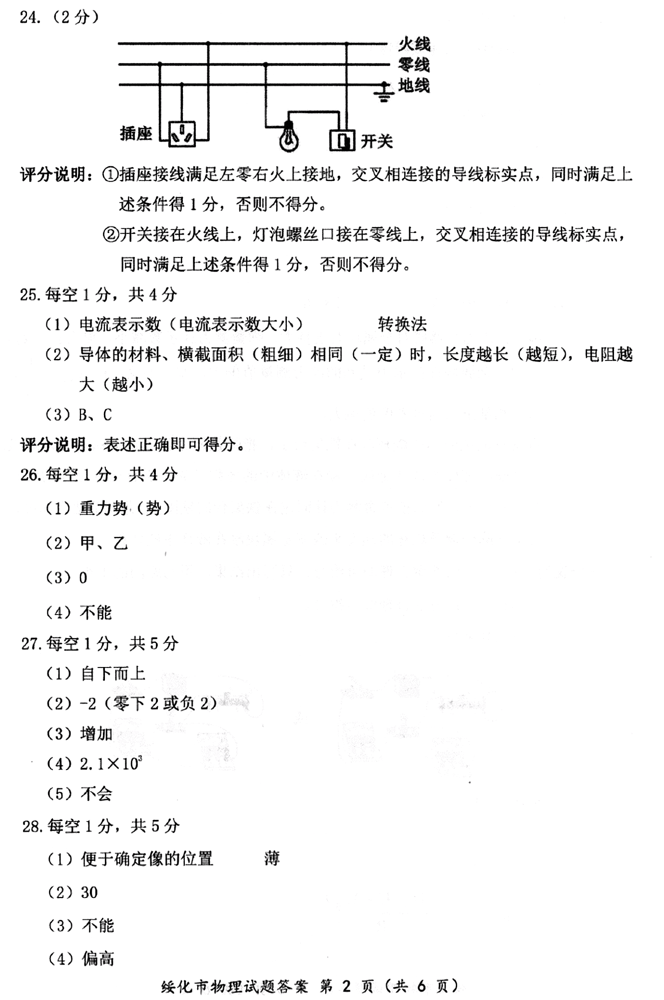 24.（2分）
火线
零线
地线
插座
开关
评分说明：①插座接线满足左零右火上接地，交叉相连接的导线标实点，同时满足上
述条件得1分，否则不得分。
②开关接在火线上，灯泡螺丝口接在零线上，交叉相连接的导线标实点，
同时满足上述条件得1分，否则不得分。
25.每空1分，共4分
（1）电流表示数（电流表示数大小） 转换法
（2）导体的材料、横截面积（粗细）相同（一定）时，长度越长（越短），电阻越
大（越小）
（3）B、C
评分说明：表述正确即可得分。
26.每空1分，共4分
（1）重力势（势）
（2）甲、乙
（3）0
（4）不能
27.每空1分，共5分
（1）自下而上
（2）-2（零下2或负2）
（3）增加
（4）2.1×10³
（5）不会
28.每空1分，共5分
（1）便于确定像的位置 薄
（2）30
（3）不能
（4）偏高
绥化市物理试题答案 第 2 页（共 6 页）